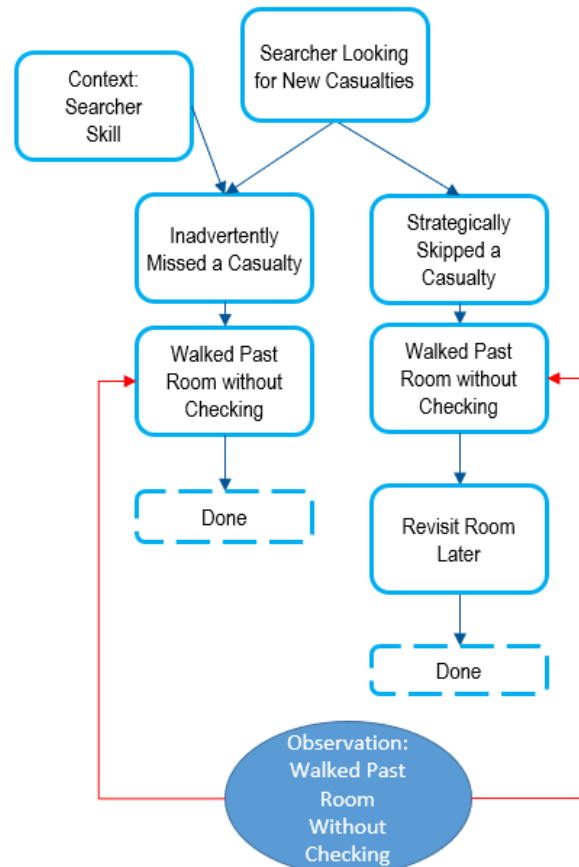 Searcher Looking
for New Casualties
Context:
Searcher
Skill
Inadvertently
Missed a Casualty
Strategically
Skipped a
Casualty
Walked Past
Room without
Checking
Walked Past
Room without
Checking
Done
Revisit Room
Later
Done
Observation:
Walked Past
Room
Without
Checking